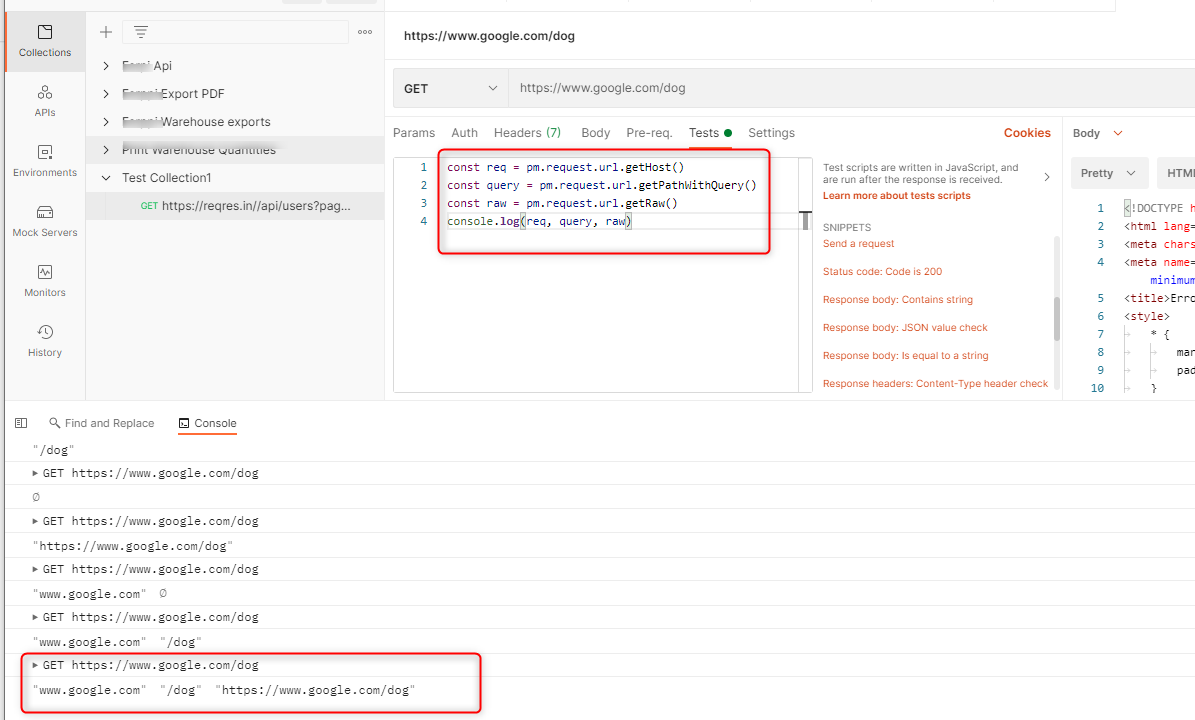 https://www.google.com/dog
Collections
APIs
Environments
Mock Servers
Monitors
History
Api
Export PDF
Warehouse exports
Print Warehouse Quantities
Test Collection1
GET https://reqres.in//api/users?pag...
GET
https://www.google.com/dog
Params Auth Headers (7) Body Pre-req. Tests Settings
Cookies
1 const req = pm.request.url.getHost()
2 const query = pm.request.url.getPathWithQuery()
3 const raw = pm.request.url.getRaw()
4 console.log(req, query, raw)
Test scripts are written in JavaScript, and
are run after the response is received.
Learn more about tests scripts
SNIPPETS
Send a request
Status code: Code is 200
Response body: Contains string
Response body: JSON value check
Response body: Is equal to a string
Response headers: Content-Type header check
Body
Pretty HTML
1 <!DOCTYPE h
2 <html lang=
3 <meta chars
4 <meta name=
minimum
5 <title>Erro
6 <style>
7 * {
8 mar
9 pad
10 }
Find and Replace Console
"/dog"
GET https://www.google.com/dog
∅
GET https://www.google.com/dog
"https://www.google.com/dog"
GET https://www.google.com/dog
"www.google.com" ∅
GET https://www.google.com/dog
"www.google.com" "/dog"
GET https://www.google.com/dog
"www.google.com" "/dog" "https://www.google.com/dog"